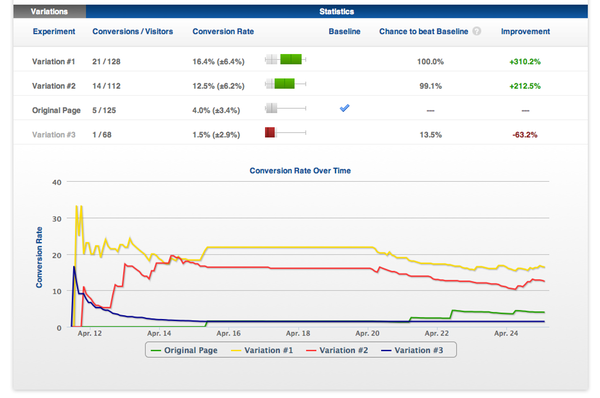 Variations Statistics
Experiment Conversions / Visitors Conversion Rate Baseline Chance to beat Baseline ? Improvement
Variation #1 21 / 128 16.4% (±6.4%) 100.0% +310.2%
Variation #2 14 / 112 12.5% (±6.2%) 99.1% +212.5%
Original Page 5 / 125 4.0% (±3.4%) --- ---
Variation #3 1 / 68 1.5% (±2.9%) 13.5% -63.2%
Conversion Rate Over Time
40
30
20
10
0
Conversion Rate
Apr. 12 Apr. 14 Apr. 16 Apr. 18 Apr. 20 Apr. 22 Apr. 24
Original Page Variation #1 Variation #2 Variation #3